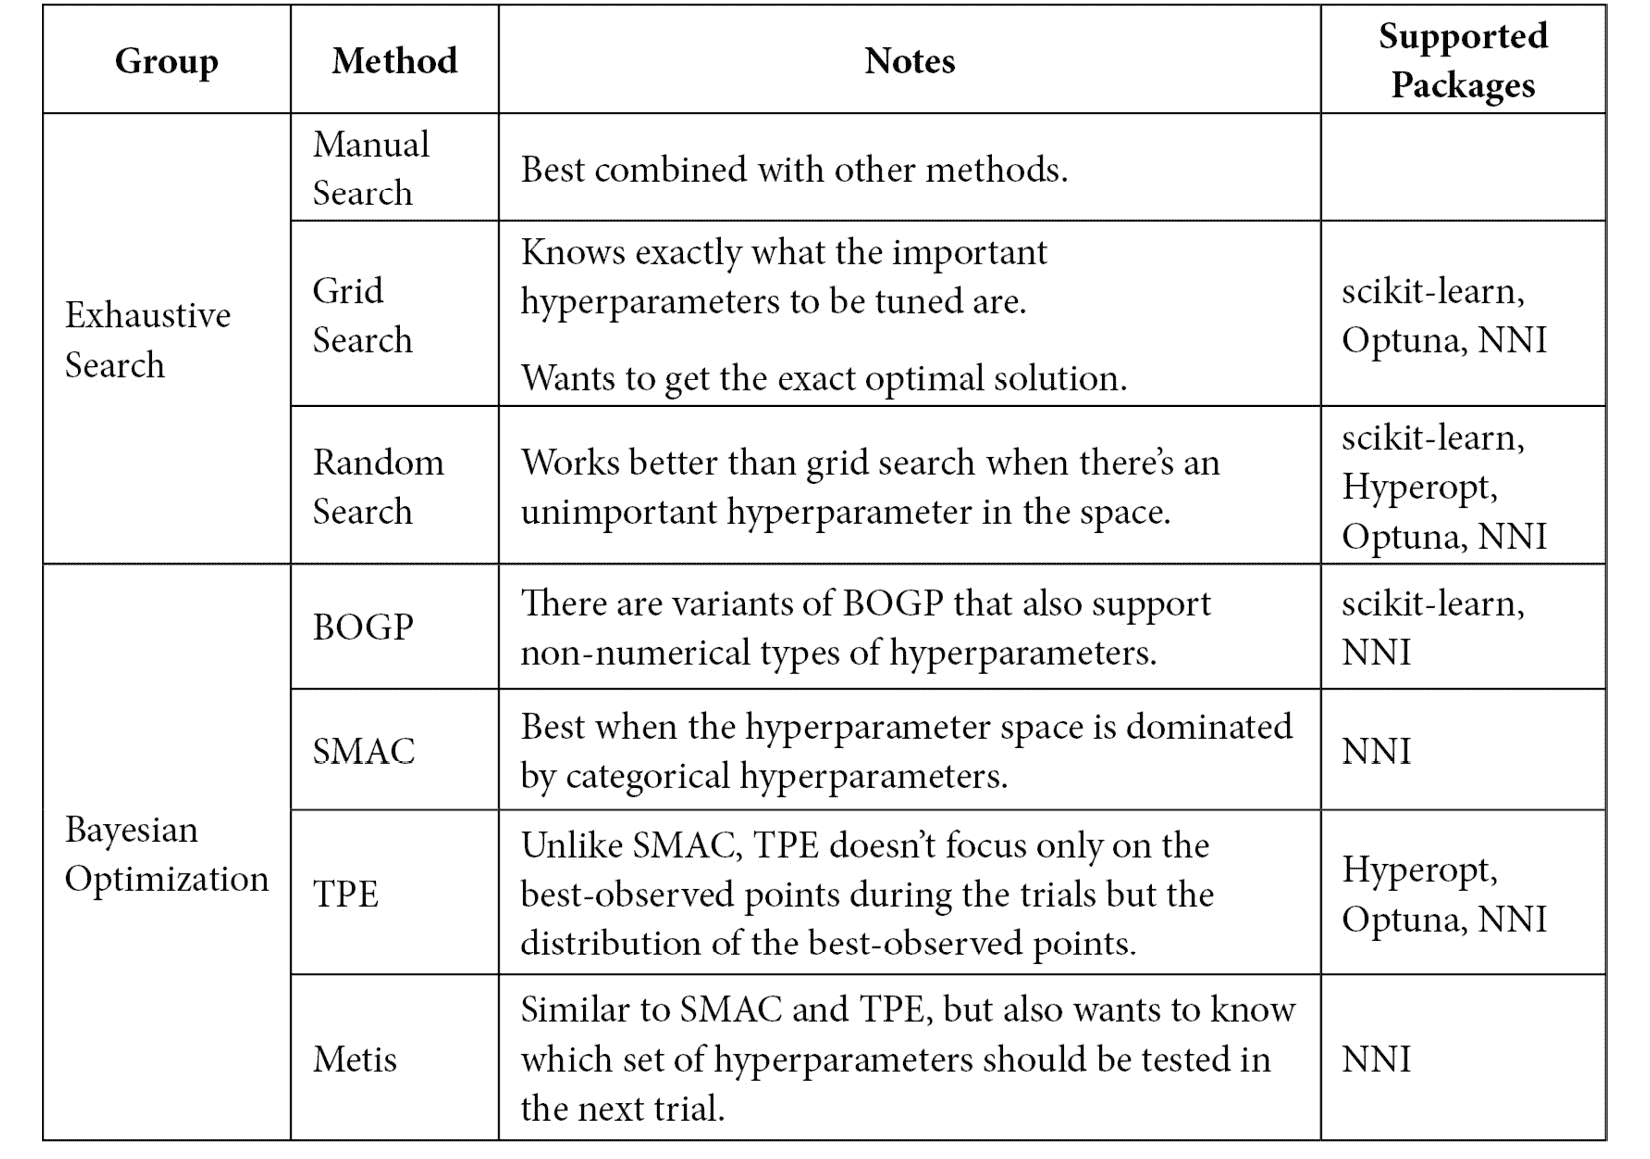 Group
Method
Notes
Supported
Packages
Exhaustive
Search
Manual
Search
Best combined with other methods.
Grid
Search
Knows exactly what the important
hyperparameters to be tuned are.
Wants to get the exact optimal solution.
scikit-learn,
Optuna, NNI
Random
Search
Works better than grid search when there's an
unimportant hyperparameter in the space.
scikit-learn,
Hyperopt,
Optuna, NNI
Bayesian
Optimization
BOGP
There are variants of BOGP that also support
non-numerical types of hyperparameters.
scikit-learn,
NNI
SMAC
Best when the hyperparameter space is dominated
by categorical hyperparameters.
NNI
TPE
Unlike SMAC, TPE doesn't focus only on the
best-observed points during the trials but the
distribution of the best-observed points.
Hyperopt,
Optuna, NNI
Metis
Similar to SMAC and TPE, but also wants to know
which set of hyperparameters should be tested in
the next trial.
NNI